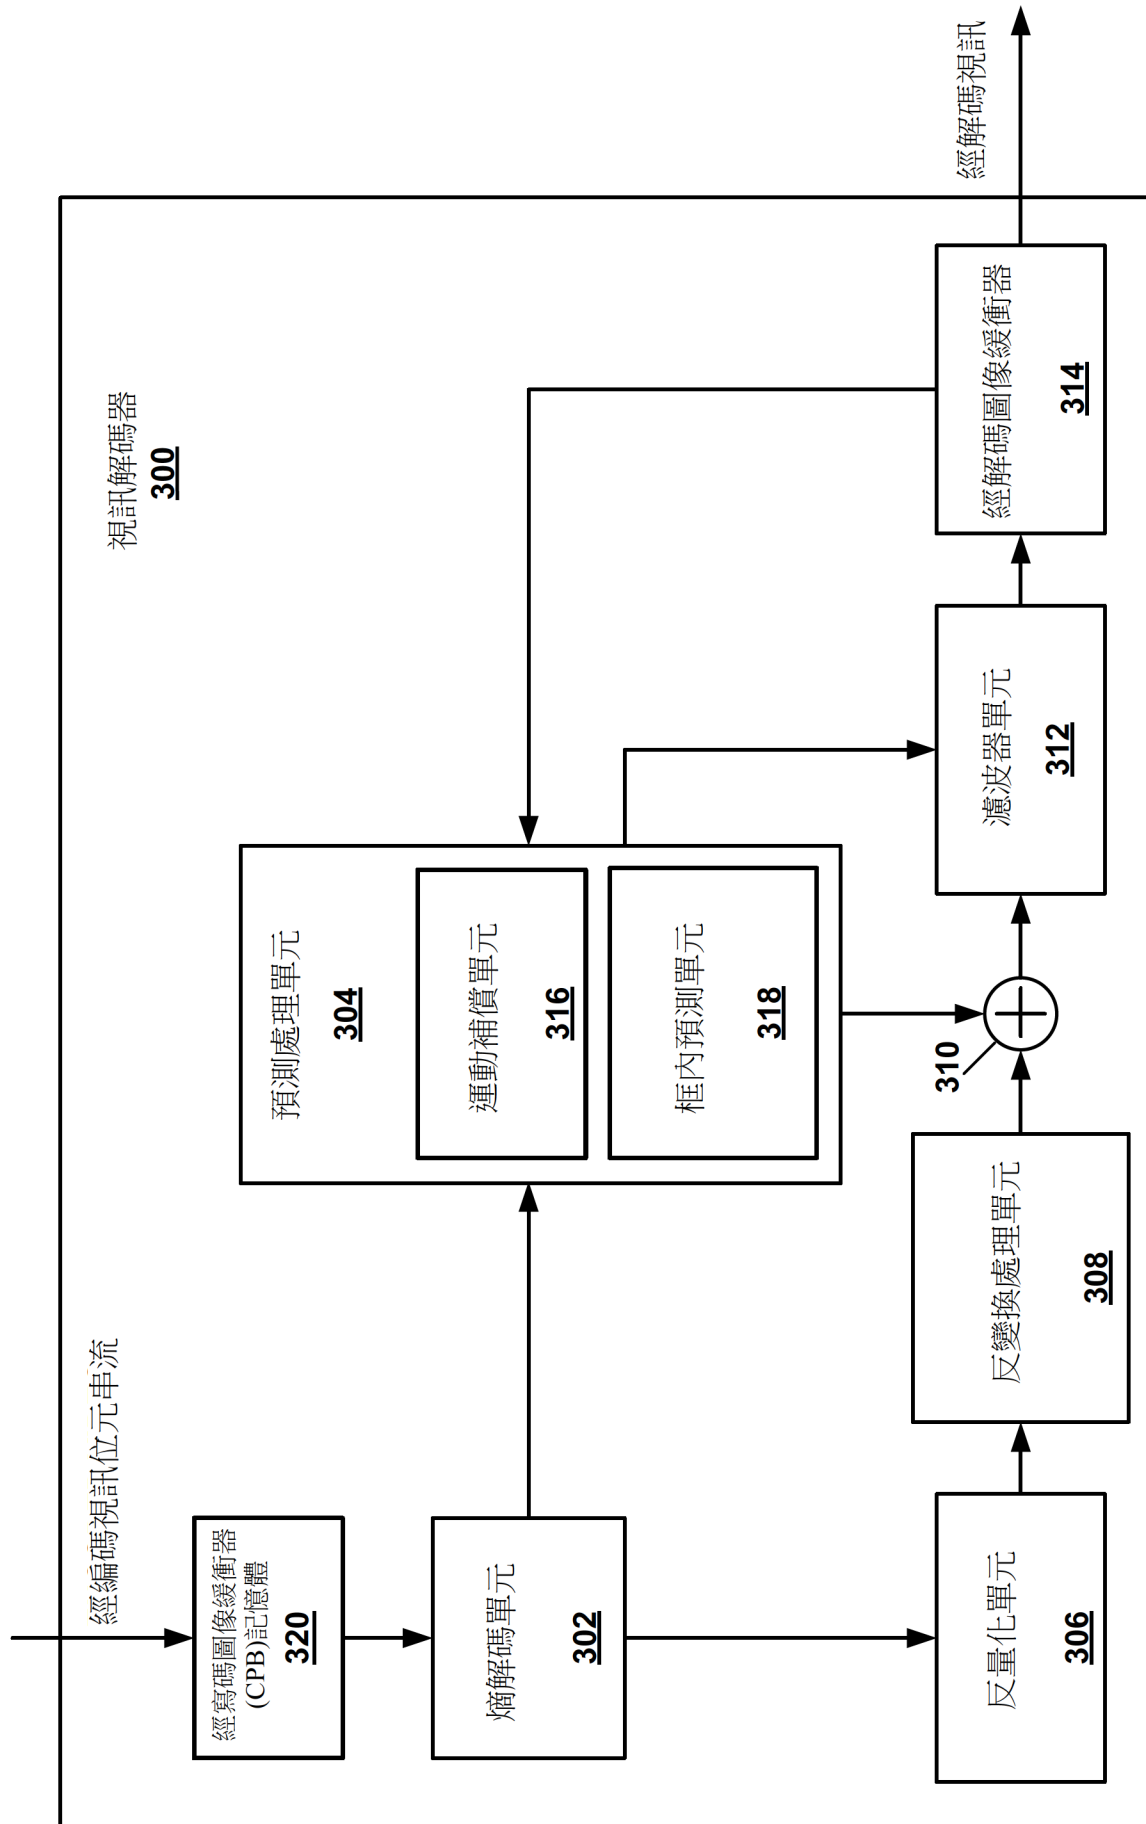 經編碼視訊位元串流
視訊解碼器
300
經寫碼圖像緩衝器
(CPB)記憶體
320
熵解碼單元
302
預測處理單元
304
運動補償單元
316
框內預測單元
318
反量化單元
306
反變換處理單元
308
310
濾波器單元
312
經解碼圖像緩衝器
314
經解碼視訊